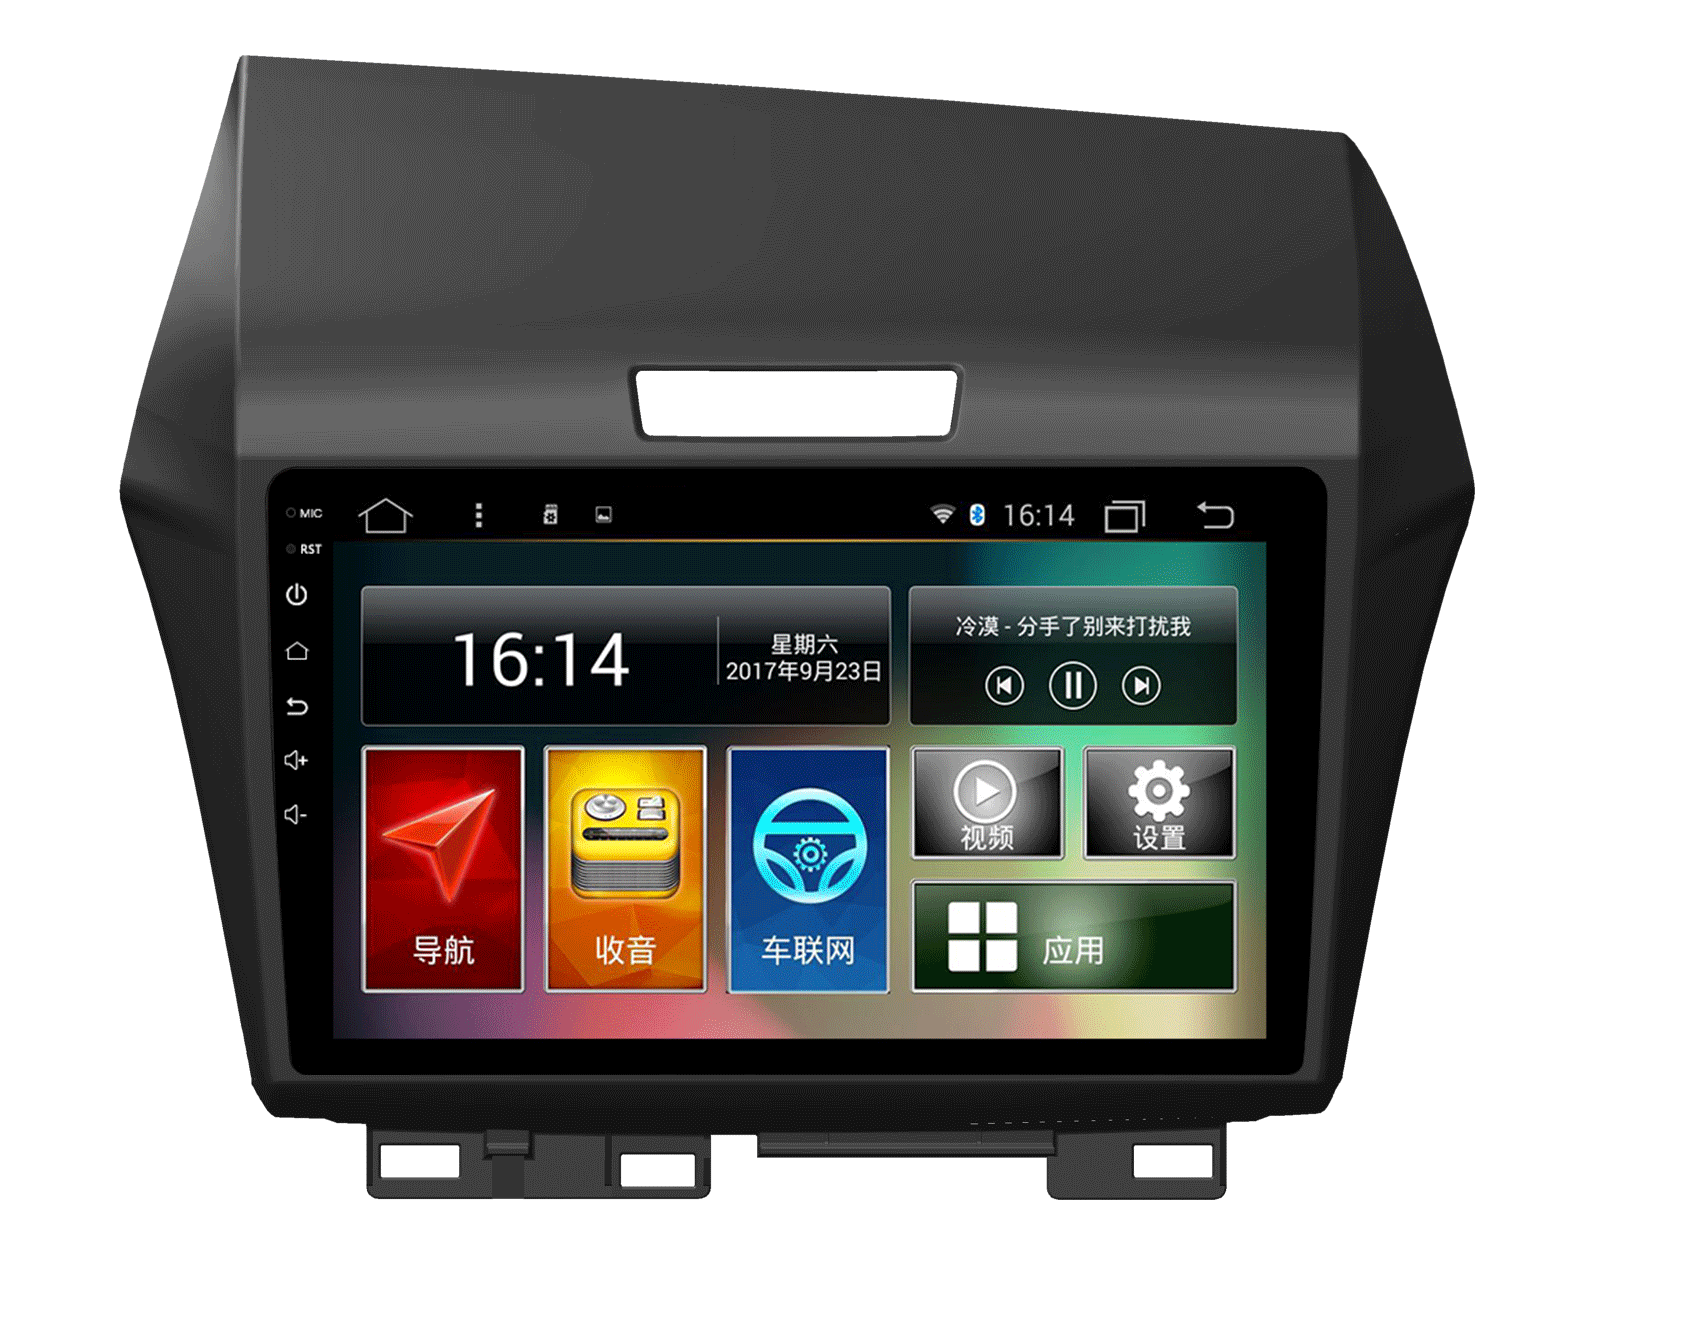 MIC
16:14
RST
16:14
星期六
2017年9月23日
冷漠 - 分手了别来打扰我
导航
收音
车联网
视频
设置
应用